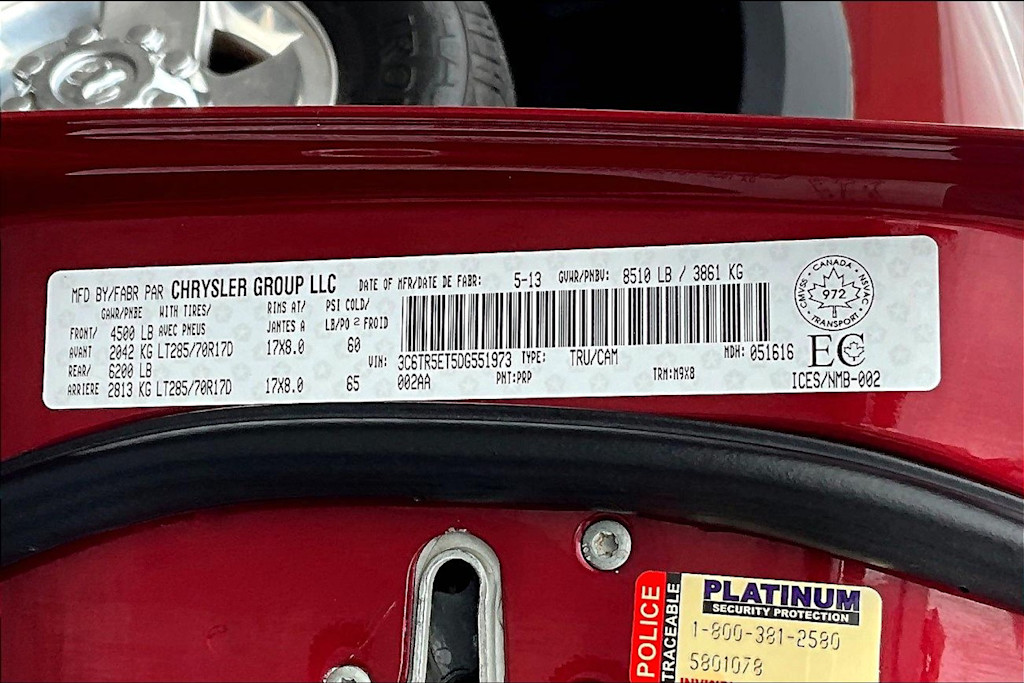 MFD BY/FABR PAR CHRYSLER GROUP LLC DATE OF MFR/DATE DE FABR: 5-13 GVWR/PNBV: 8510 LB / 3861 KG
GAWR/PNBE WITH TIRES/ RIMS AT/ PSI COLD/
FRONT/ 4500 LB AVEC PNEUS JANTES A LB/PO 2 FROID
AVANT 2042 KG LT285/70R17D 17X8.0 60
REAR/ 6200 LB
ARRIERE 2813 KG LT285/70R17D 17X8.0 65
VIN: 3C6TR5ET5DG551973 TYPE: TRU/CAM MDH: 051616
002AA PNT:PRP TRM:M9X8
CANADA
CMVSS 972 NSVAC
TRANSPORT
EC
ICES/NMB-002
POLICE
TRACEABLE
PLATINUM
SECURITY PROTECTION
1-800-381-2580
5801078